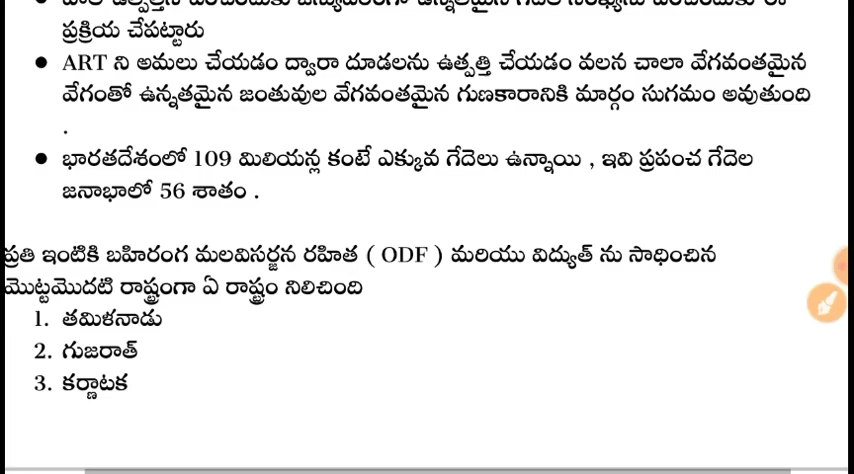 ప్రక్రియ చేపట్టారు
● ART ని అమలు చేయడం ద్వారా దూడలను ఉత్పత్తి చేయడం వలన చాలా వేగవంతమైన
వేగంతో ఉన్నతమైన జంతువుల వేగవంతమైన గుణకారానికి మార్గం సుగమం అవుతుంది
.
● భారతదేశంలో 109 మిలియన్ల కంటే ఎక్కువ గేదెలు ఉన్నాయి , ఇవి ప్రపంచ గేదెల
జనాభాలో 56 శాతం .
ప్రతి ఇంటికి బహిరంగ మలవిసర్జన రహిత ( ODF ) మరియు విద్యుత్ ను సాధించిన
మొట్టమొదటి రాష్ట్రంగా ఏ రాష్ట్రం నిలిచింది
1. తమిళనాడు
2. గుజరాత్
3. కర్ణాటక